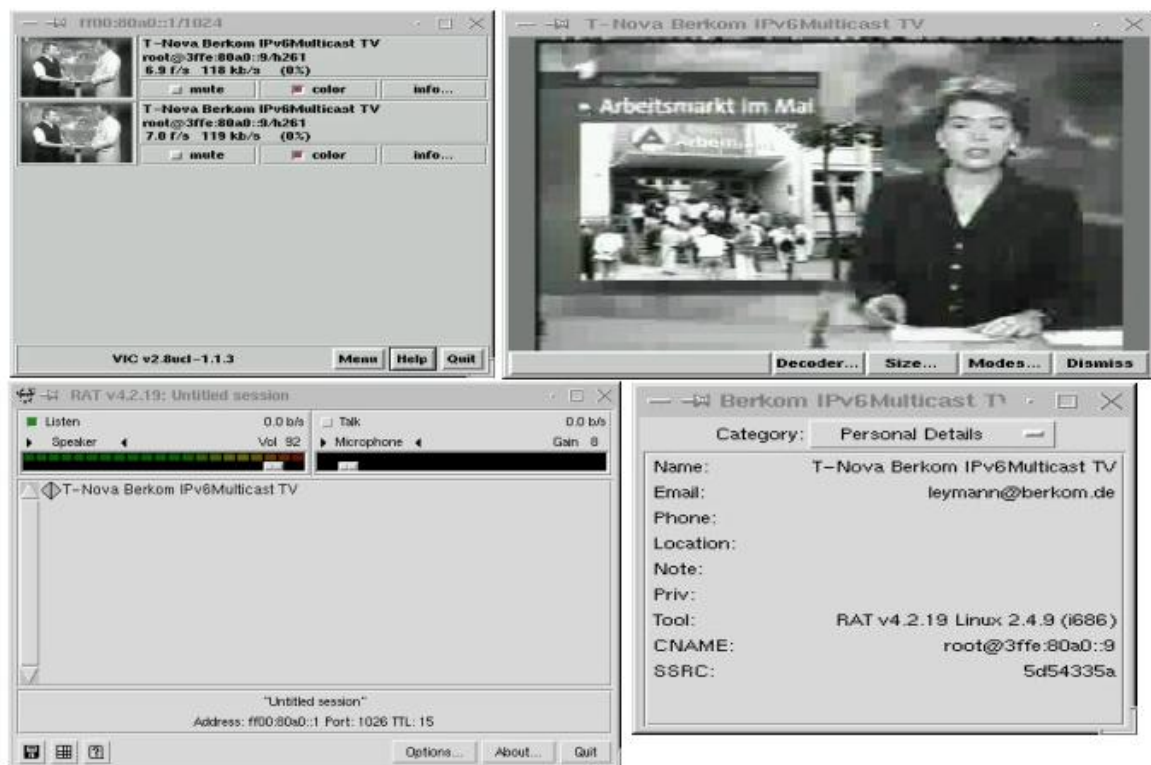 ff00:80a0::1/1024
T-Nova Berkom IPv6Multicast TV
root@3ffe:80a0::9/h261
6.9 f/s 118 kb/s (0%)
mute color info...
T-Nova Berkom IPv6Multicast TV
root@3ffe:80a0::9/h261
7.0 f/s 119 kb/s (0%)
mute color info...
VIC v2.8ucl-1.1.3 Menu Help Quit
T-Nova Berkom IPv6Multicast TV
Arbeitsmarkt im Mai
Decoder... Size... Modes... Dismiss
RAT v4.2.19: Untitled session
Listen 0.0 b/s Talk 0.0 b/s
Speaker Vol 92 Microphone Gain 8
T-Nova Berkom IPv6Multicast TV
"Untitled session"
Address: ff00:80a0::1 Port: 1026 TTL: 15
Options... About... Quit
Berkom IPv6Multicast
Category: Personal Details
Name: T-Nova Berkom IPv6Multicast TV
Email: leymann@berkom.de
Phone:
Location:
Note:
Priv:
Tool: RAT v4.2.19 Linux 2.4.9 (i686)
CNAME: root@3ffe:80a0::9
SSRC: 5d54335a